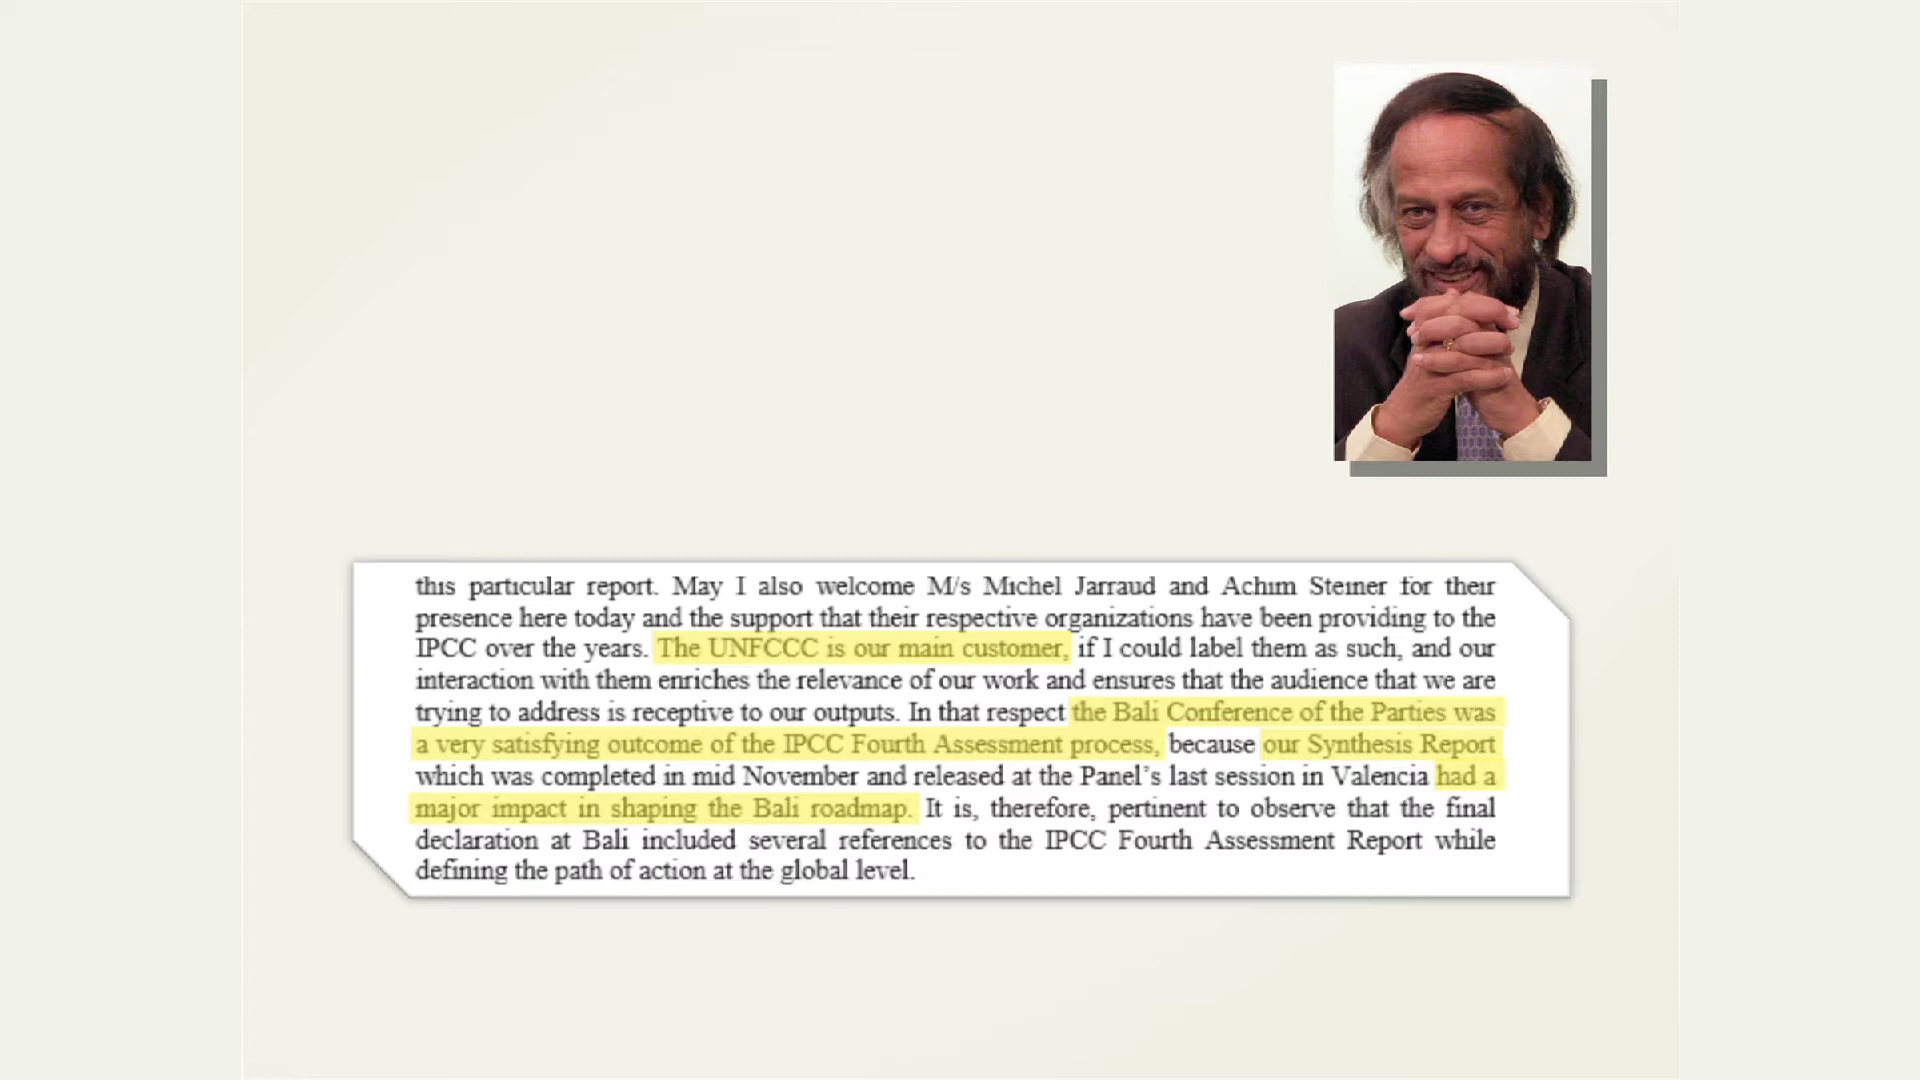 this particular report. May I also welcome M/s Michel Jarraud and Achim Steiner for their
presence here today and the support that their respective organizations have been providing to the
IPCC over the years. The UNFCCC is our main customer, if I could label them as such, and our
interaction with them enriches the relevance of our work and ensures that the audience that we are
trying to address is receptive to our outputs. In that respect the Bali Conference of the Parties was
a very satisfying outcome of the IPCC Fourth Assessment process, because our Synthesis Report
which was completed in mid November and released at the Panel's last session in Valencia had a
major impact in shaping the Bali roadmap. It is, therefore, pertinent to observe that the final
declaration at Bali included several references to the IPCC Fourth Assessment Report while
defining the path of action at the global level.